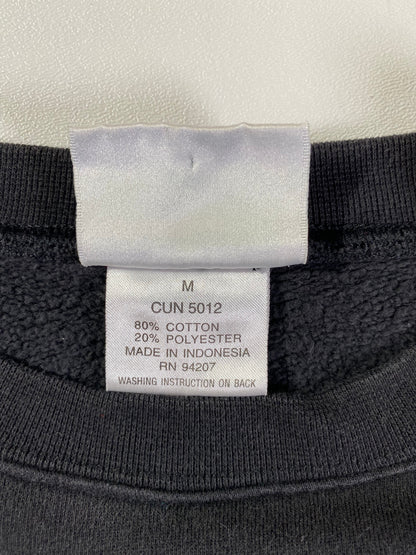 M
CUN 5012
80% COTTON
20% POLYESTER
MADE IN INDONESIA
RN 94207
WASHING INSTRUCTION ON BACK